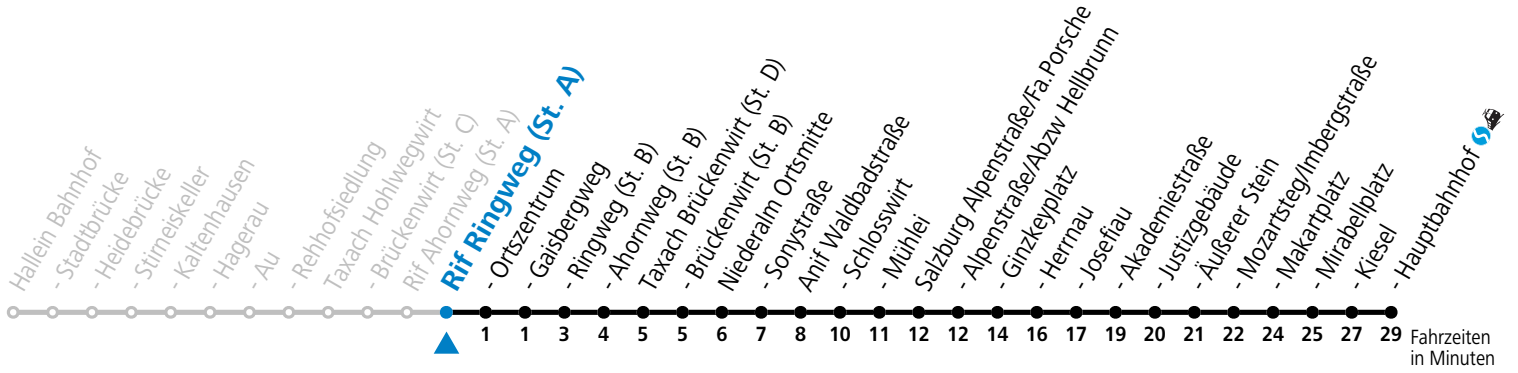 Hallein Bahnhof
- Stadtbrücke
- Heidebrücke
- Stirneiskeller
- Kaltenhausen
- Hagerau
- Au
- Rehhofsiedlung
Taxach Hohlwegwirt
- Brückenwirt (St. C)
Rif Ahornweg (St. A)
Rif Ringweg (St. A)
- Ortszentrum
- Gaisbergweg
- Ringweg (St. B)
- Ahornweg (St. B)
Taxach Brückenwirt (St. D)
- Brückenwirt (St. B)
Niederalm Ortsmitte
- Sonystraße
Anif Waldbadstraße
- Schlosswirt
- Mühlei
Salzburg Alpenstraße/Fa.Porsche
- Alpenstraße/Abzw Hellbrunn
- Ginzkeyplatz
- Herrnau
- Josefiau
- Akademiestraße
- Justizgebäude
- Äußerer Stein
- Mozartsteg/Imbergstraße
- Makartplatz
- Mirabellplatz
- Kiesel
- Hauptbahnhof
1 1 3 4 5 5 6 7 8 10 11 12 12 14 16 17 19 20 21 22 24 25 27 29 Fahrzeiten
in Minuten